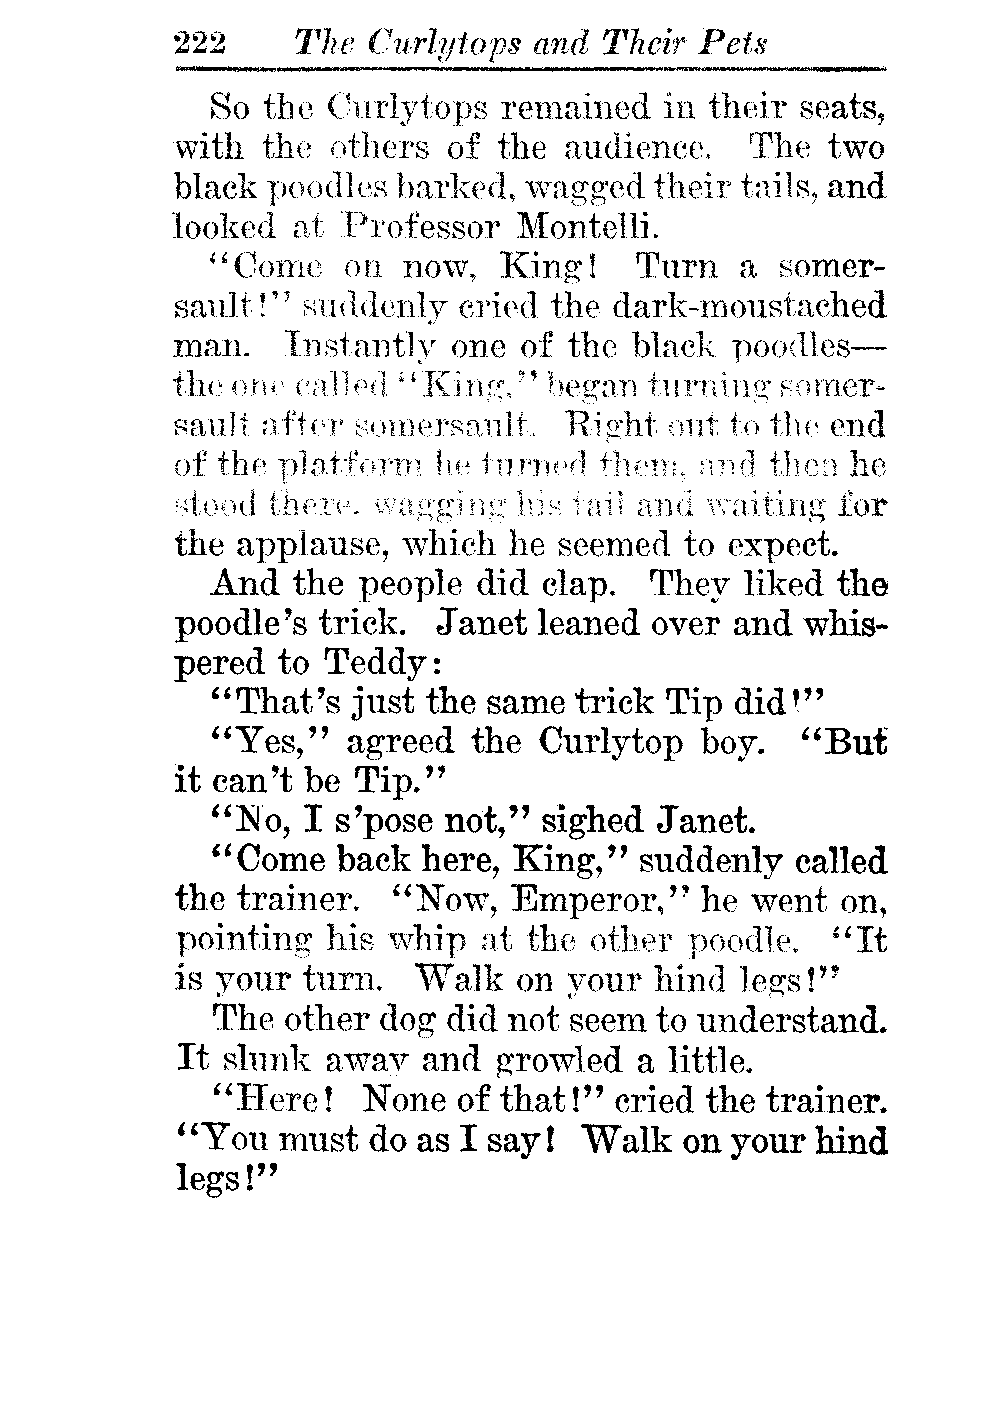 222 The Curlytops and Their Pets
So the Curlytops remained in their seats,
with the others of the audience. The two
black poodles barked, wagged their tails, and
looked at Professor Montelli.
“Come on now, King! Turn a somer-
sault!” suddenly cried the dark-moustached
man. Instantly one of the black poodles—
the one called “King,” began turning somer-
sault after somersault. Right out to the end
of the platform he turned them, and then he
stood there, wagging his tail and waiting for
the applause, which he seemed to expect.
And the people did clap. They liked the
poodle’s trick. Janet leaned over and whis-
pered to Teddy:
“That’s just the same trick Tip did!”
“Yes,” agreed the Curlytop boy. “But
it can’t be Tip.”
“No, I s’pose not,” sighed Janet.
“Come back here, King,” suddenly called
the trainer. “Now, Emperor,” he went on,
pointing his whip at the other poodle. “It
is your turn. Walk on your hind legs!”
The other dog did not seem to understand.
It slunk away and growled a little.
“Here! None of that!” cried the trainer.
“You must do as I say! Walk on your hind
legs!”